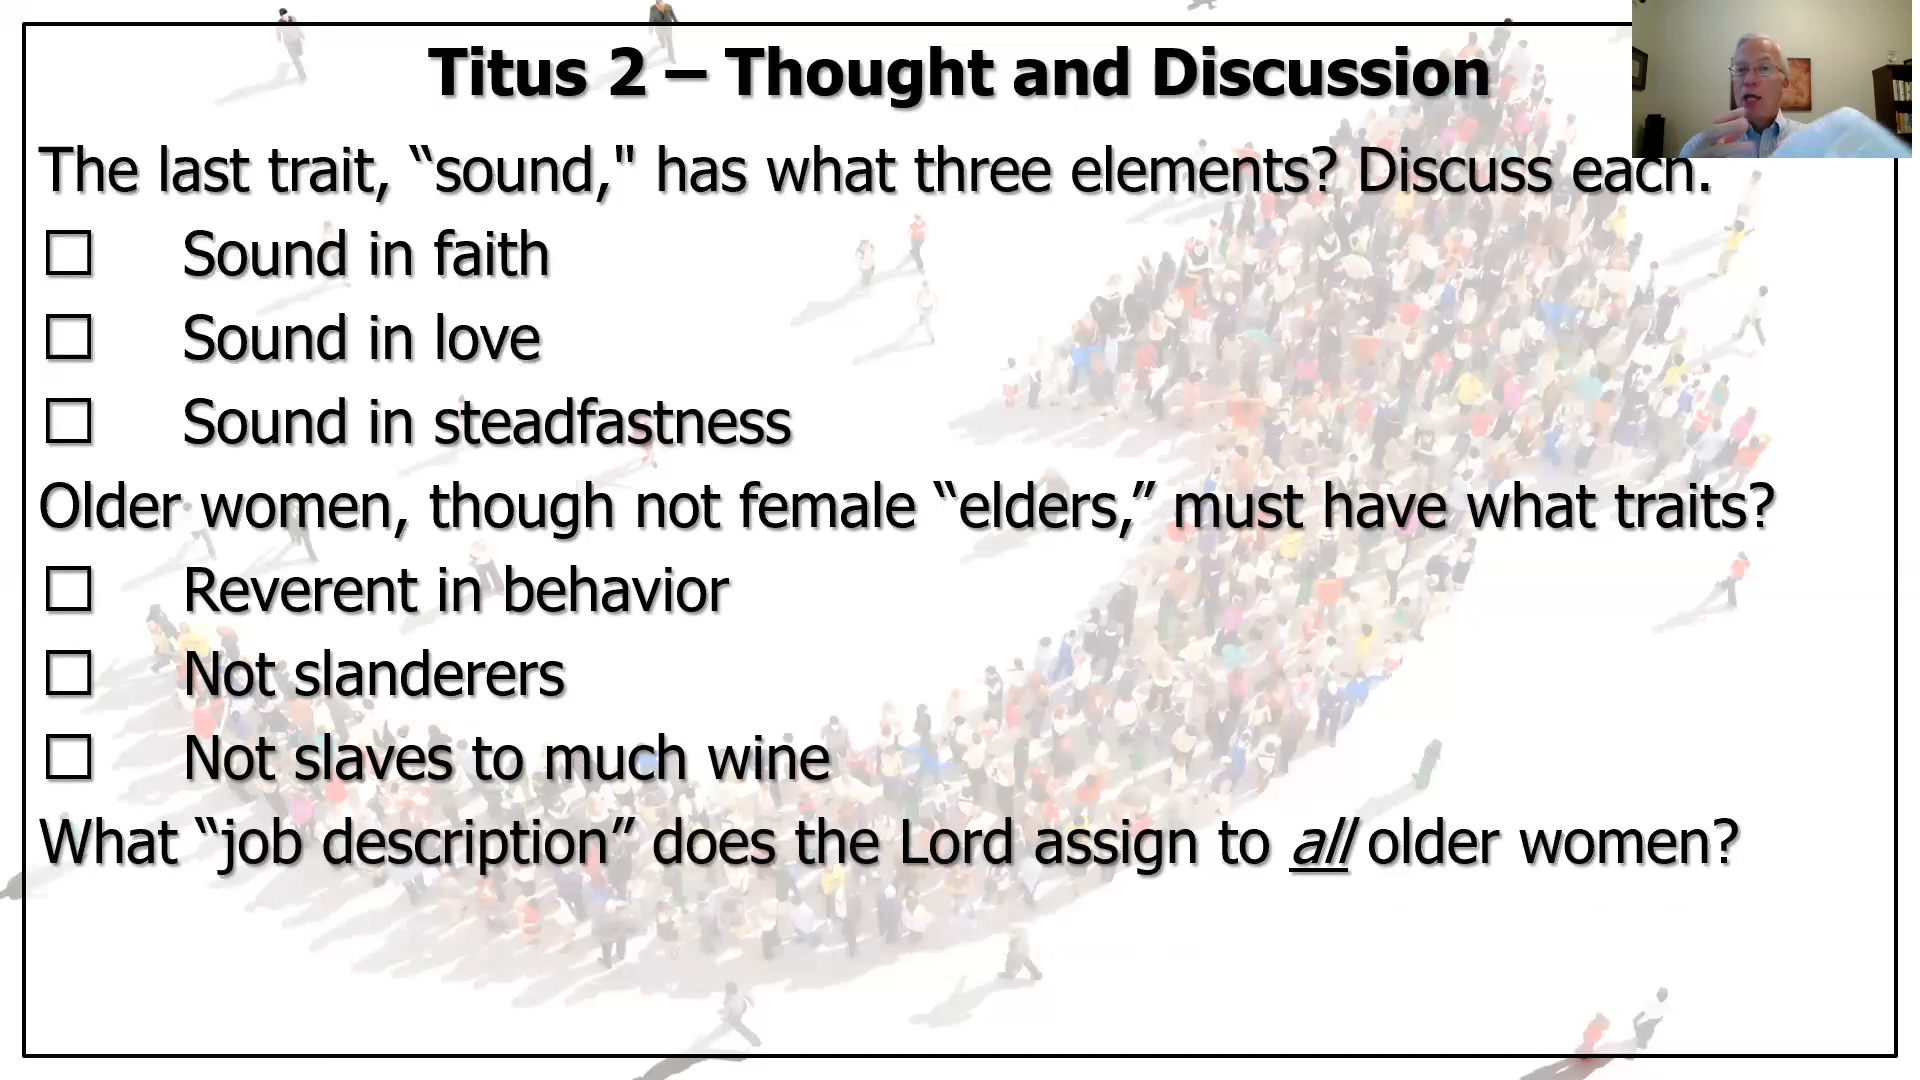 Titus 2 – Thought and Discussion
The last trait, “sound," has what three elements? Discuss each.
☐ Sound in faith
☐ Sound in love
☐ Sound in steadfastness
Older women, though not female “elders,” must have what traits?
☐ Reverent in behavior
☐ Not slanderers
☐ Not slaves to much wine
What “job description” does the Lord assign to all older women?